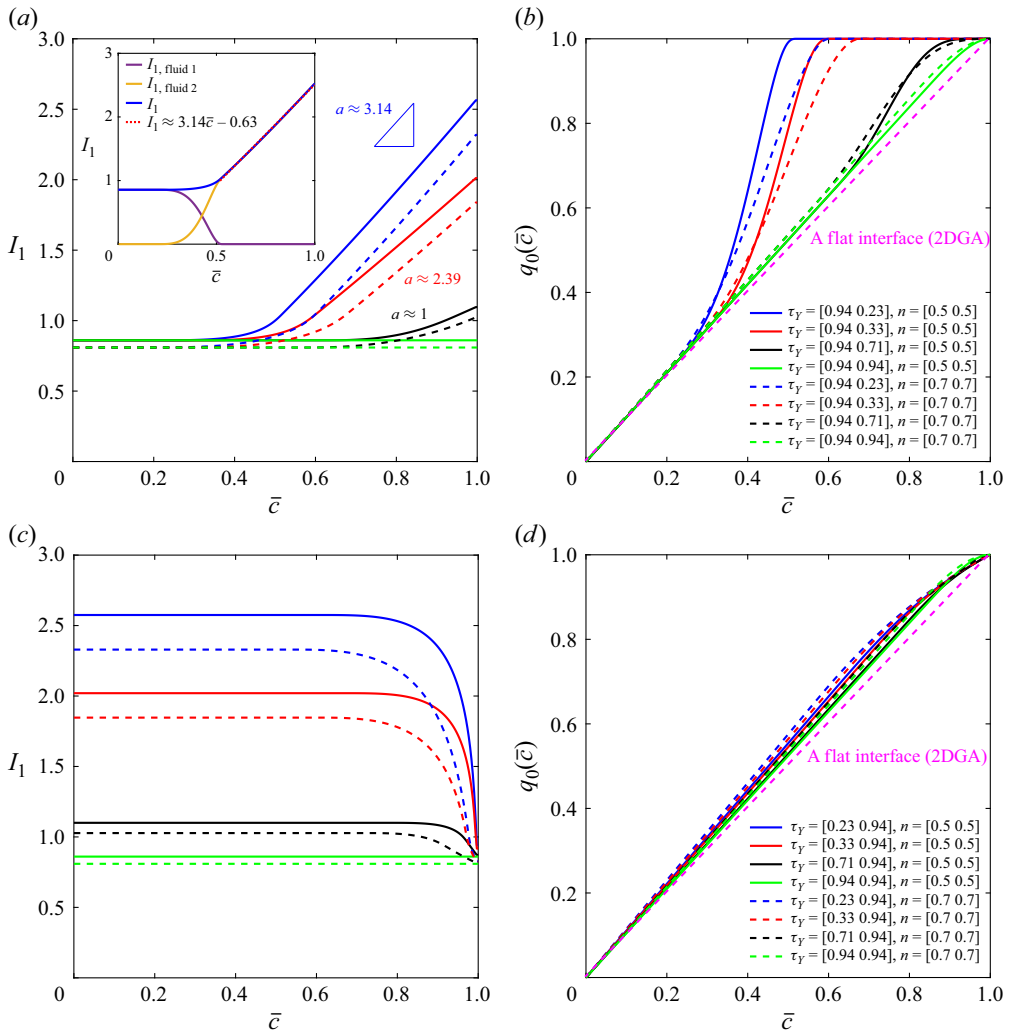 (a)
3.0
2.5
2.0
1.5
1.0
0.5
I1
0
0.2
0.4
0.6
0.8
1.0
c̅
3
2
1
I1
0
0.5
1.0
c̅
I1, fluid 1
I1, fluid 2
I1
I1 ≈ 3.14c̅ − 0.63
a ≈ 3.14
a ≈ 2.39
a ≈ 1
(b)
1.0
0.8
0.6
0.4
0.2
q0(c̅)
0
0.2
0.4
0.6
0.8
1.0
c̅
A flat interface (2DGA)
τY = [0.94 0.23], n = [0.5 0.5]
τY = [0.94 0.33], n = [0.5 0.5]
τY = [0.94 0.71], n = [0.5 0.5]
τY = [0.94 0.94], n = [0.5 0.5]
τY = [0.94 0.23], n = [0.7 0.7]
τY = [0.94 0.33], n = [0.7 0.7]
τY = [0.94 0.71], n = [0.7 0.7]
τY = [0.94 0.94], n = [0.7 0.7]
(c)
3.0
2.5
2.0
1.5
1.0
0.5
I1
0
0.2
0.4
0.6
0.8
1.0
c̅
(d)
1.0
0.8
0.6
0.4
0.2
q0(c̅)
0
0.2
0.4
0.6
0.8
1.0
c̅
A flat interface (2DGA)
τY = [0.23 0.94], n = [0.5 0.5]
τY = [0.33 0.94], n = [0.5 0.5]
τY = [0.71 0.94], n = [0.5 0.5]
τY = [0.94 0.94], n = [0.5 0.5]
τY = [0.23 0.94], n = [0.7 0.7]
τY = [0.33 0.94], n = [0.7 0.7]
τY = [0.71 0.94], n = [0.7 0.7]
τY = [0.94 0.94], n = [0.7 0.7]